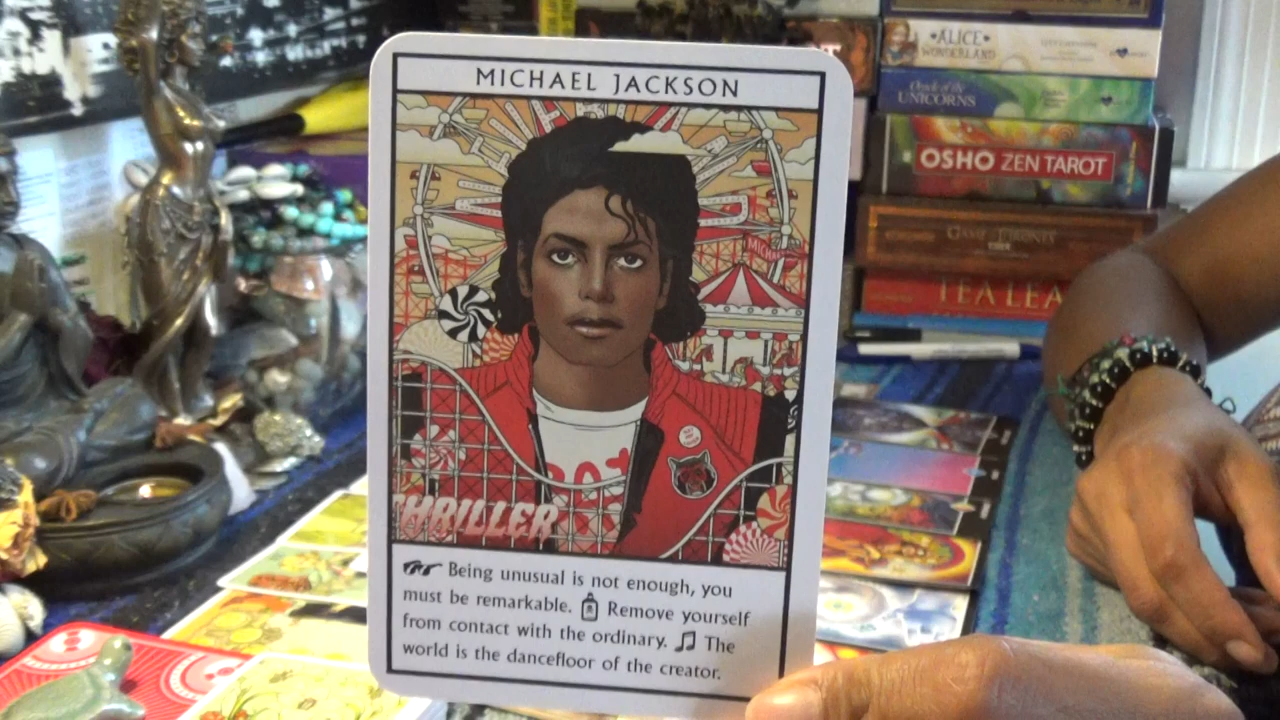 MICHAEL JACKSON
MICHAEL
THRILLER
Being unusual is not enough, you
must be remarkable. Remove yourself
from contact with the ordinary. The
world is the dancefloor of the creator.
ALICE
WONDERLAND
Oracle of the
UNICORNS
OSHO ZEN TAROT
GAME OF THRONES
TEA LEA